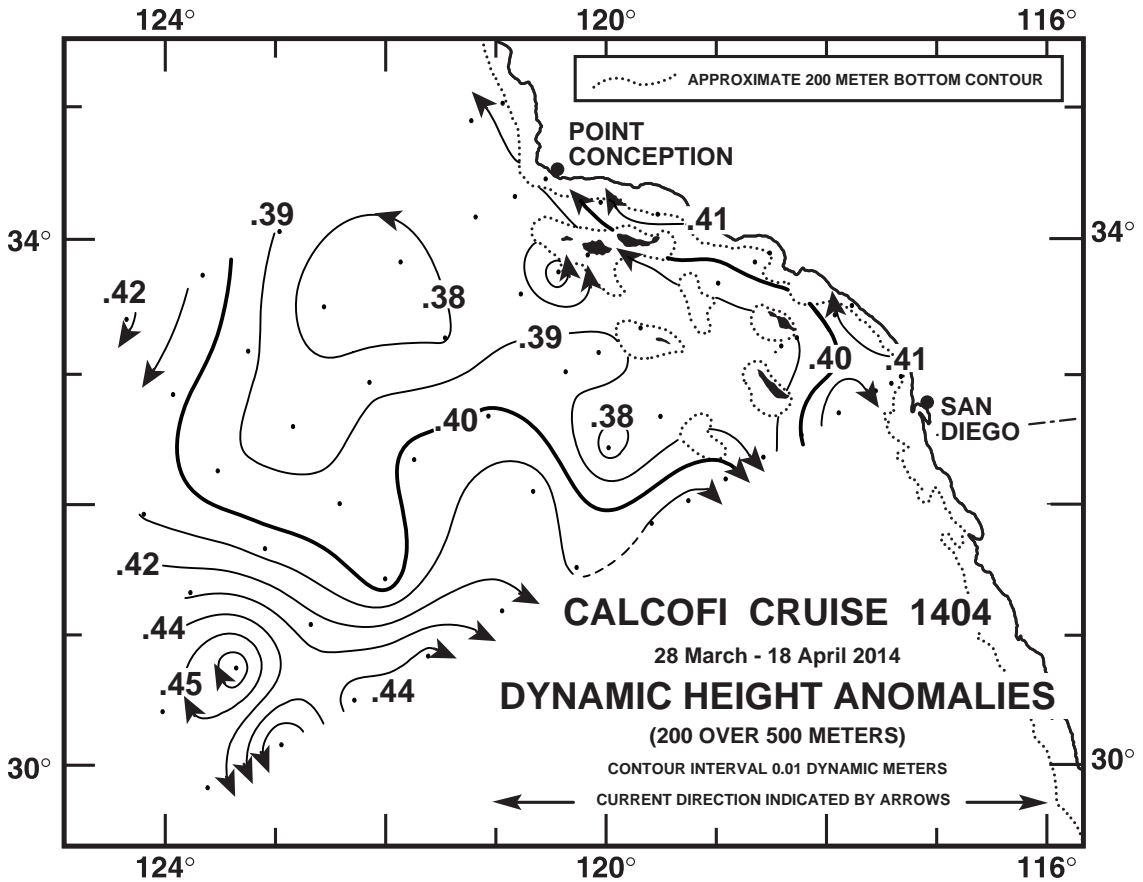 124° 120° 116°
APPROXIMATE 200 METER BOTTOM CONTOUR
POINT
CONCEPTION
.39
.41
34° 34°
.42
.38
.39
.40
.41
.40
.38
SAN
DIEGO
.42
CALCOFI CRUISE 1404
.44
28 March - 18 April 2014
.45
.44
DYNAMIC HEIGHT ANOMALIES
(200 OVER 500 METERS)
30° 30°
CONTOUR INTERVAL 0.01 DYNAMIC METERS
CURRENT DIRECTION INDICATED BY ARROWS
124° 120° 116°